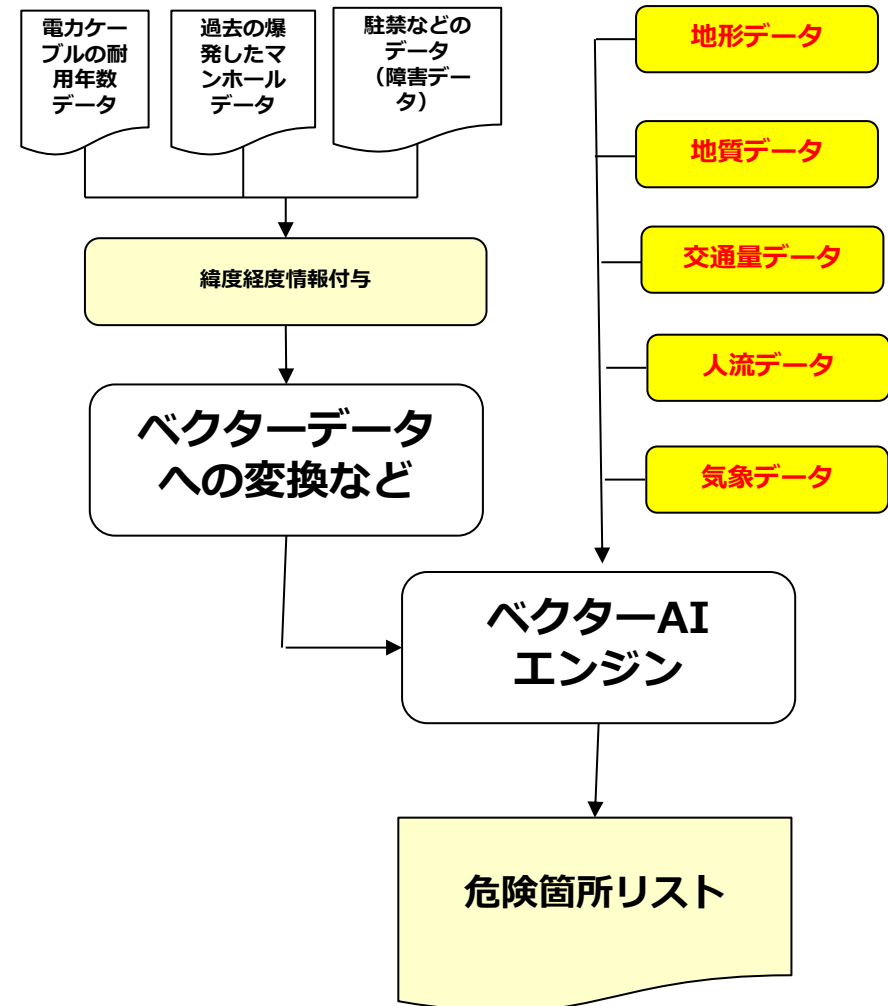 電力ケー
ブルの耐
用年数
データ
過去の爆
発したマ
ンホール
データ
駐禁などの
データ
（障害デー
タ）
地形データ
地質データ
交通量データ
人流データ
気象データ
緯度経度情報付与
ベクターデータ
への変換など
ベクターAI
エンジン
危険箇所リスト